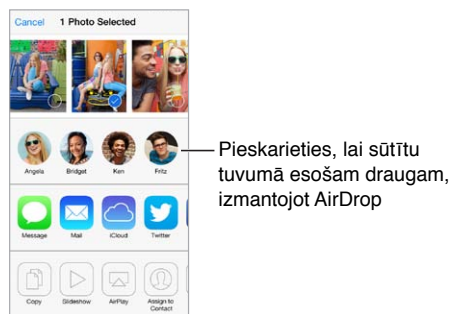 Cancel 1 Photo Selected
Angela Bridget Ken Fritz
Pieskarieties, lai sūtītu
tuvumā esošam draugam,
izmantojot AirDrop
Message Mail iCloud Twitter
Copy Slideshow AirPlay Assign to
Contact